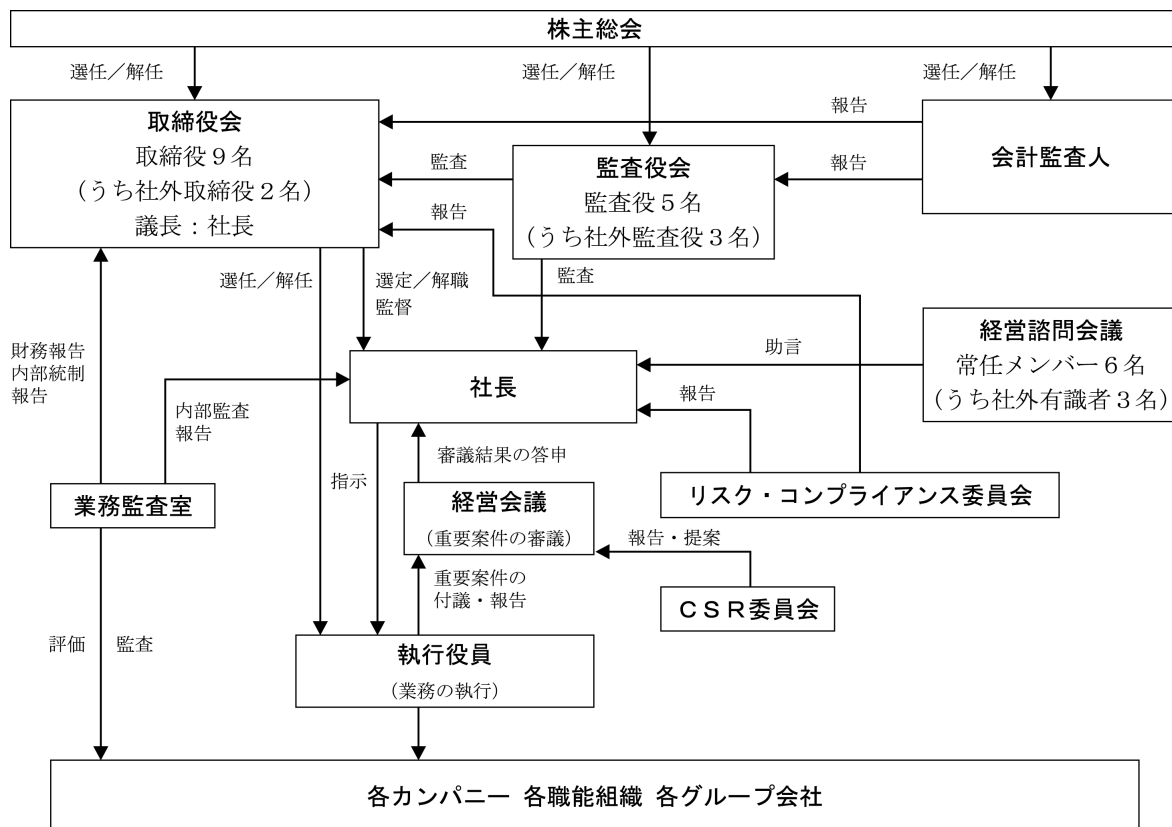 株主総会
選任／解任
選任／解任
選任／解任
取締役会
取締役９名
（うち社外取締役２名）
議長：社長
報告
会計監査人
監査
監査役会
監査役５名
（うち社外監査役３名）
報告
報告
選任／解任
選定／解職
監督
監査
財務報告
内部統制
報告
経営諮問会議
常任メンバー６名
（うち社外有識者３名）
助言
社長
内部監査
報告
報告
審議結果の答申
指示
業務監査室
経営会議
（重要案件の審議）
リスク・コンプライアンス委員会
報告・提案
重要案件の
付議・報告
ＣＳＲ委員会
評価
監査
執行役員
（業務の執行）
各カンパニー 各職能組織 各グループ会社